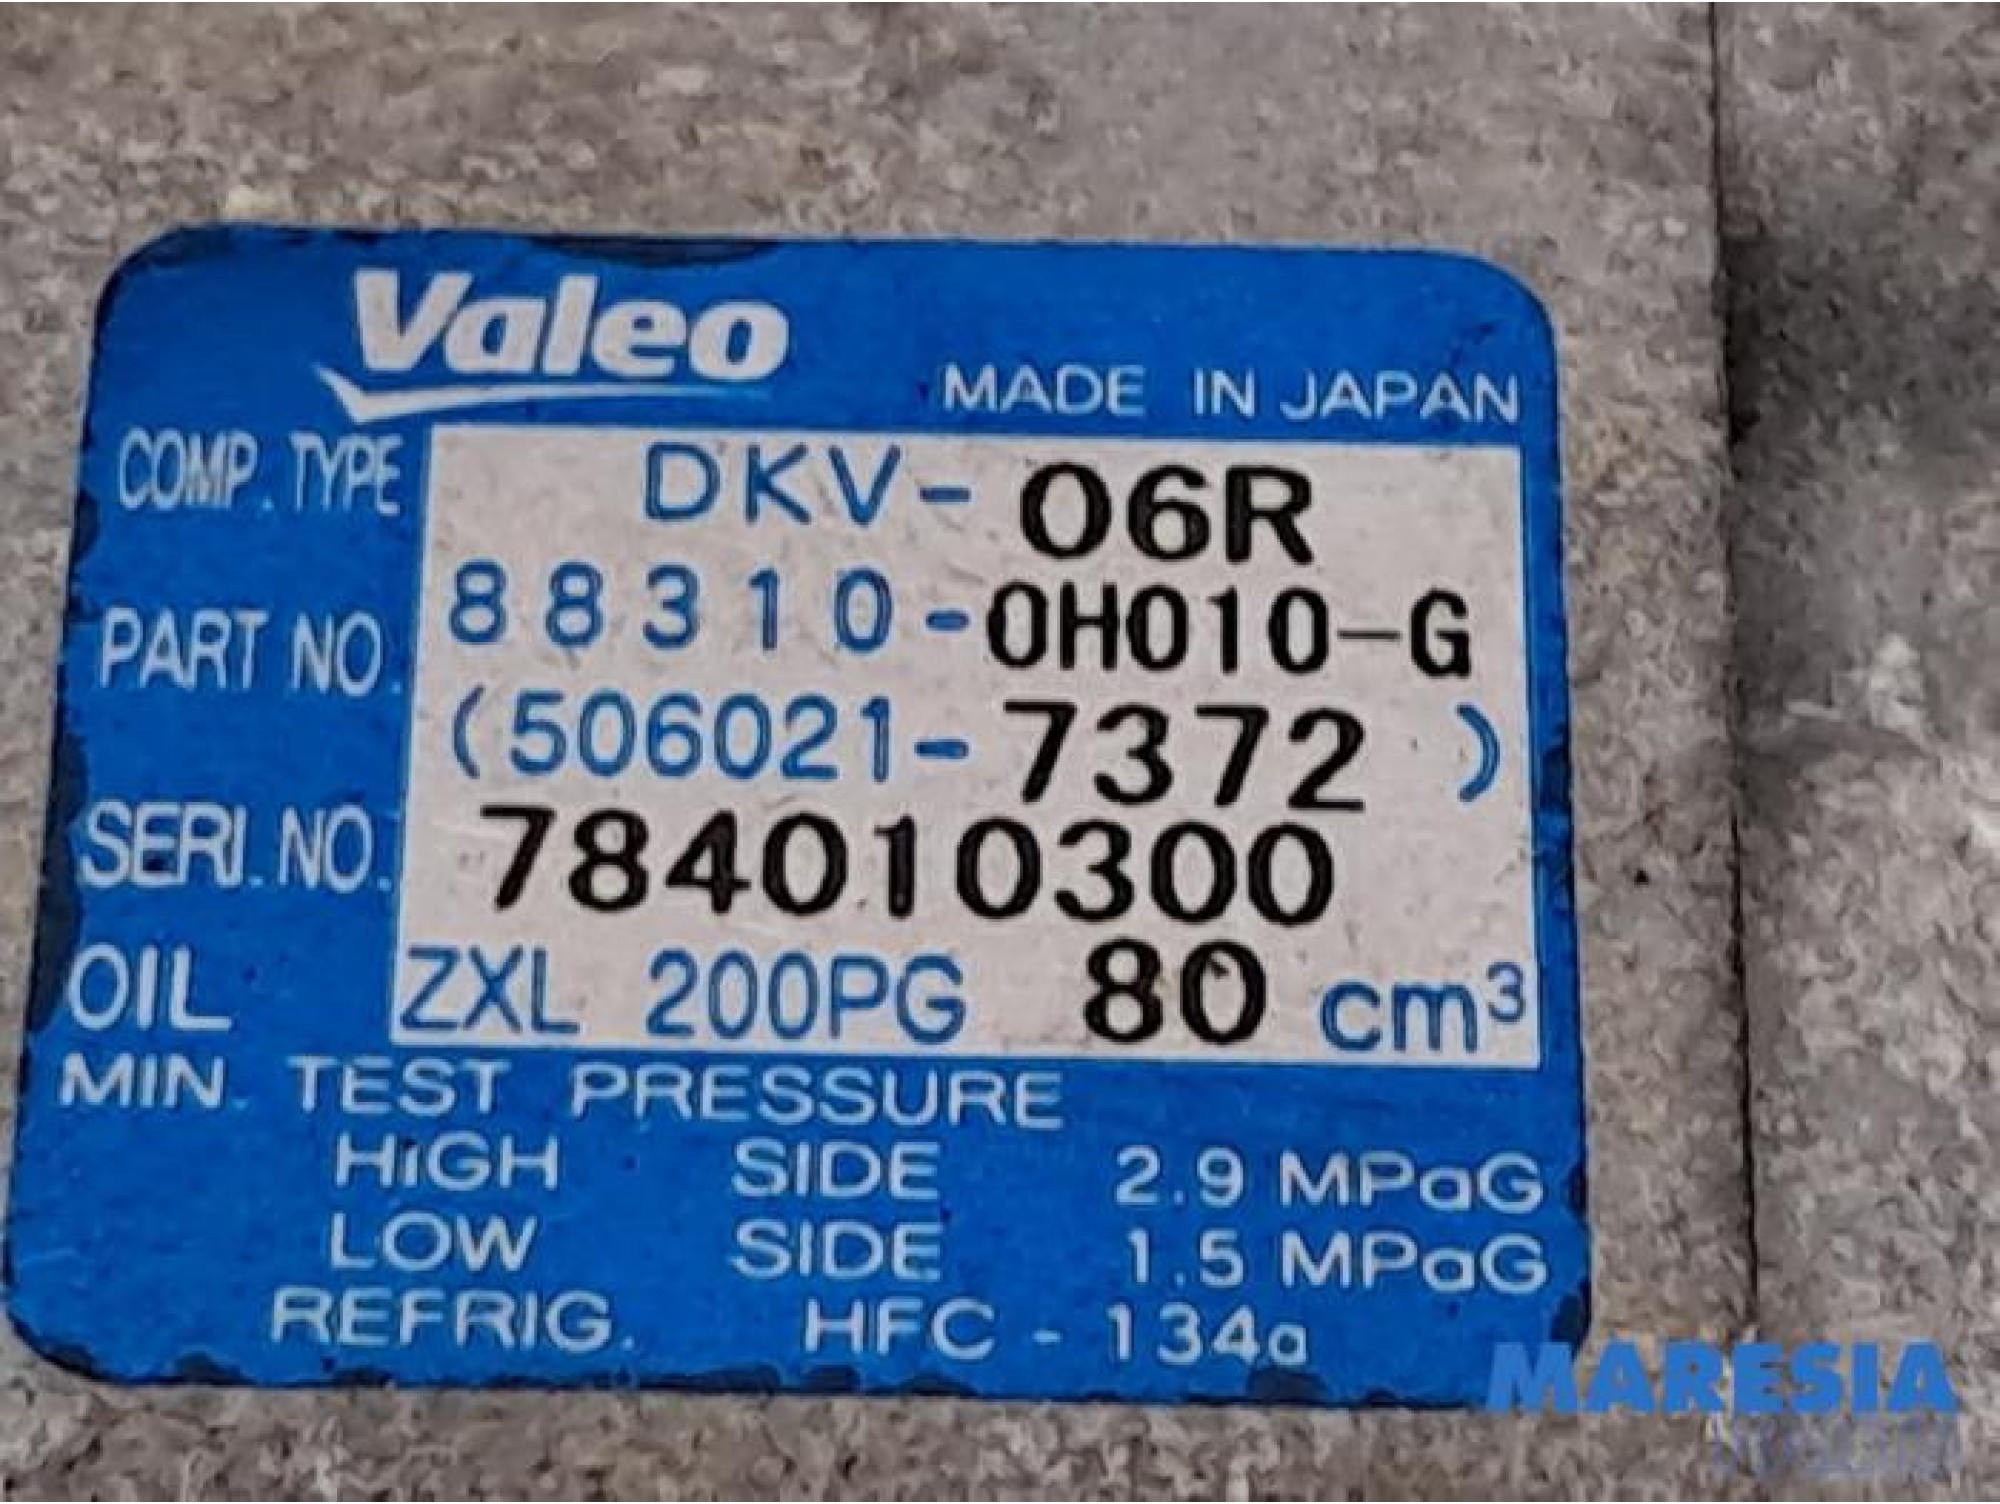 Valeo
MADE IN JAPAN
COMP. TYPE DKV-06R
PART NO. 88310-0H010-G
(506021-7372 )
SERI. NO. 784010300
OIL ZXL 200PG 80 cm³
MIN. TEST PRESSURE
HIGH SIDE 2.9 MPaG
LOW SIDE 1.5 MPaG
REFRIG. HFC - 134a
MARESIA